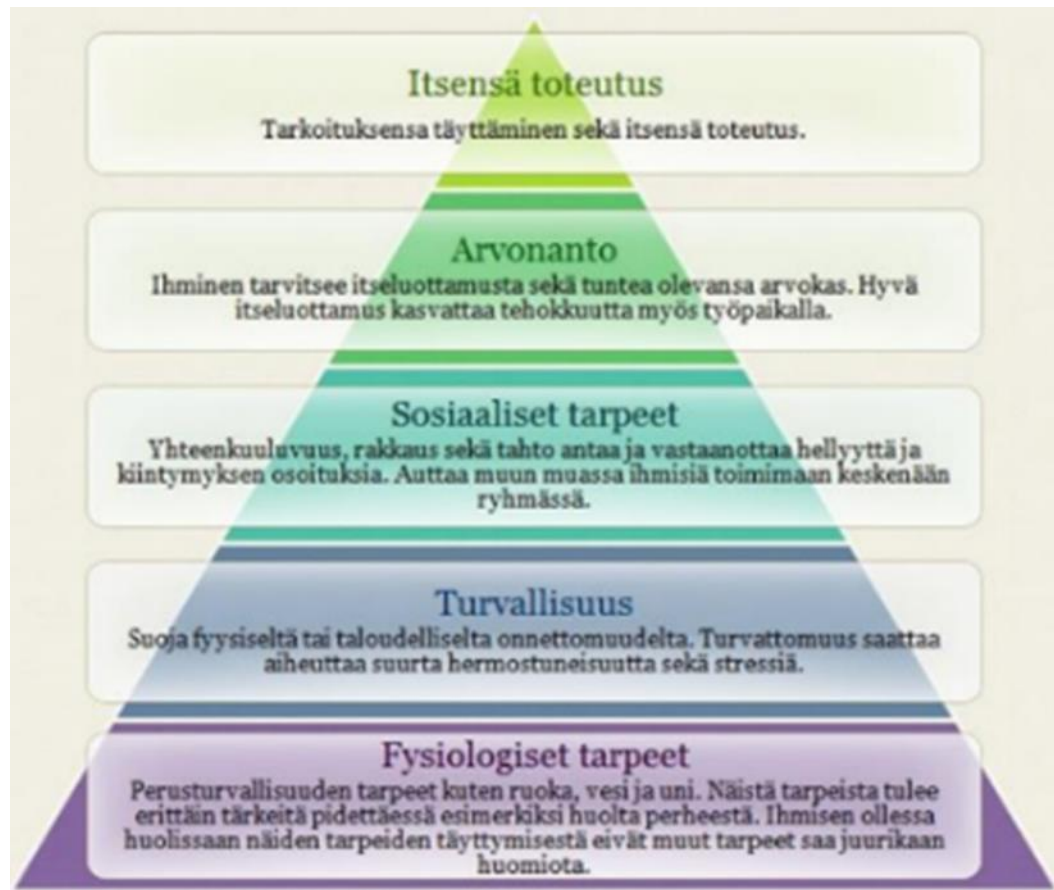 Itsensä toteutus
Tarkoituksensa täyttäminen sekä itsensä toteutus.
Arvonanto
Ihminen tarvitsee itseluottamusta sekä tuntea olevansa arvokas. Hyvä
itseluottamus kasvattaa tehokkuutta myös työpaikalla.
Sosiaaliset tarpeet
Yhteenkuuluvuus, rakkaus sekä tahto antaa ja vastaanottaa hellyyttä ja
kiintymyksen osoituksia. Auttaa muun muassa ihmisiä toimimaan keskenään
ryhmässä.
Turvallisuus
Suoja fyysiseltä tai taloudelliselta onnettomuudelta. Turvattomuus saattaa
aiheuttaa suurta hermostuneisuutta sekä stressiä.
Fysiologiset tarpeet
Perusturvallisuuden tarpeet kuten ruoka, vesi ja uni. Näistä tarpeista tulee
erittäin tärkeitä pidettäessä esimerkiksi huolta perheestä. Ihmisen ollessa
huolissaan näiden tarpeiden täyttymisestä eivät muut tarpeet saa juurikaan
huomiota.